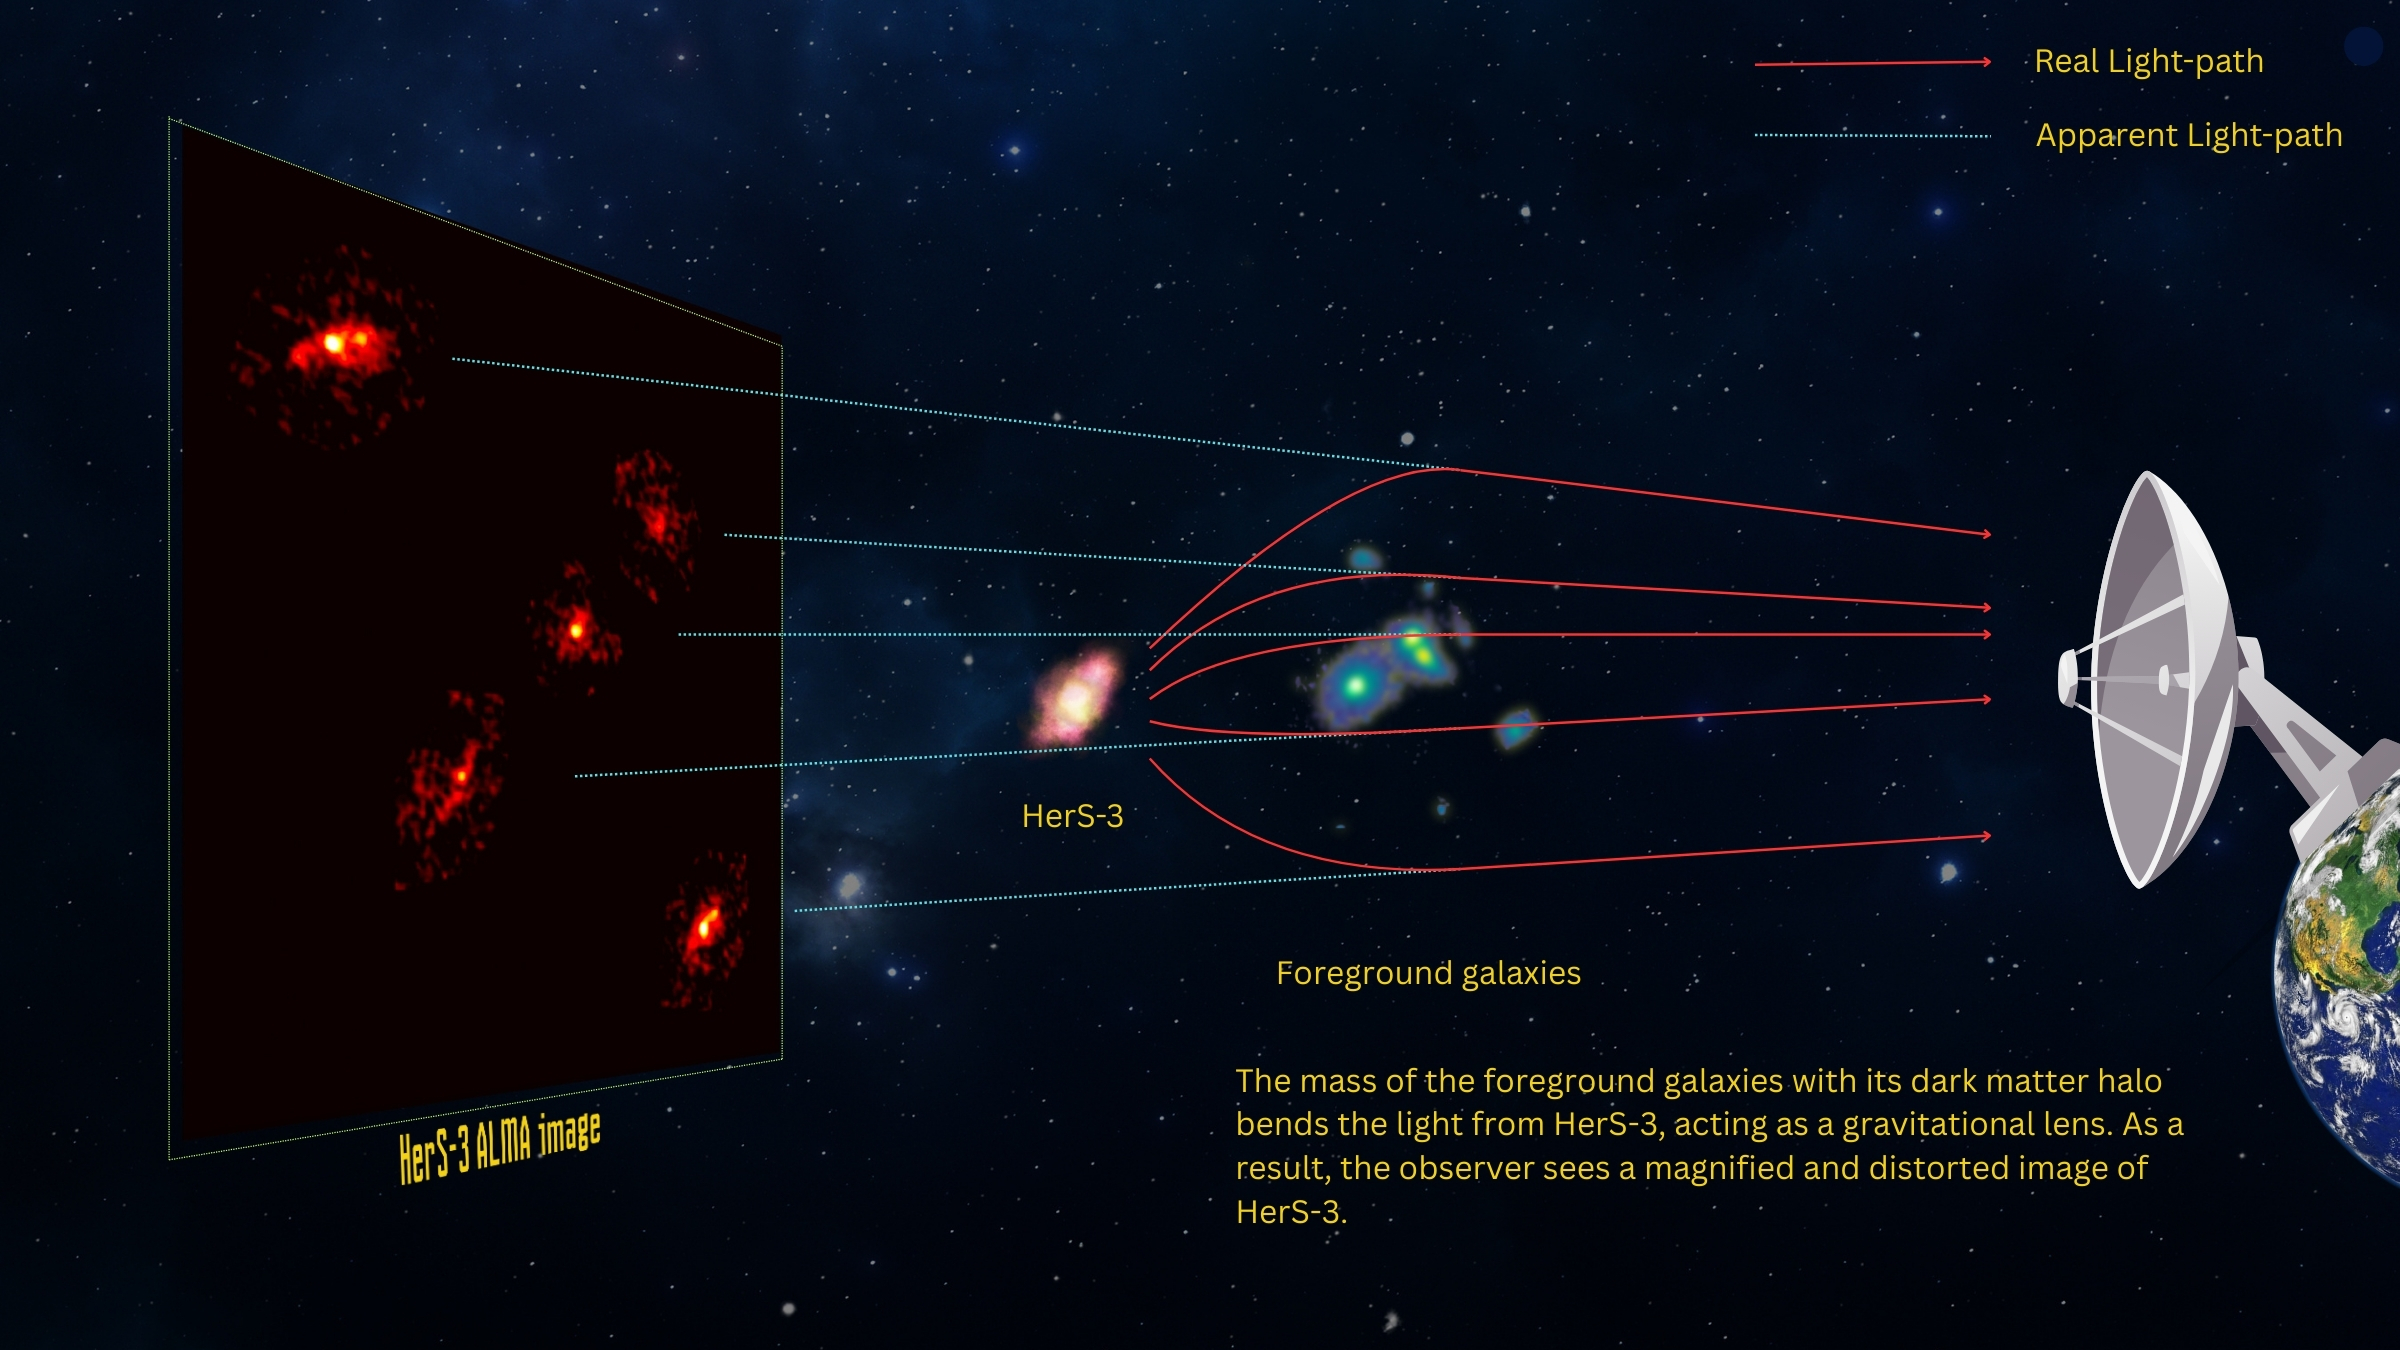 Real Light-path
Apparent Light-path
HerS-3
Foreground galaxies
The mass of the foreground galaxies with its dark matter halo
bends the light from HerS-3, acting as a gravitational lens. As a
result, the observer sees a magnified and distorted image of
HerS-3.
HerS-3 ALMA image